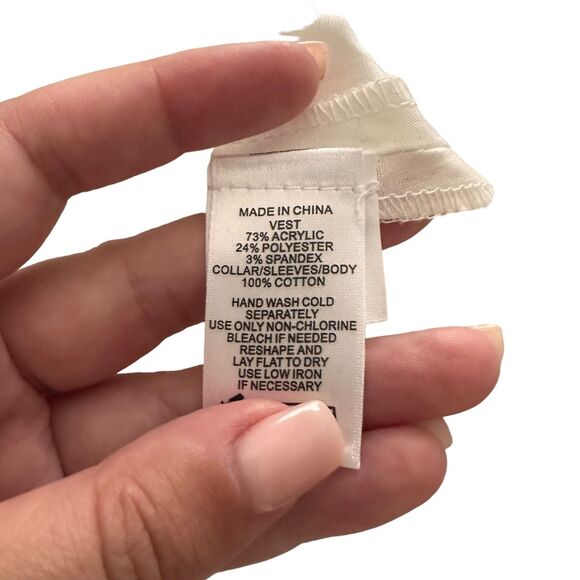 MADE IN CHINA
VEST
73% ACRYLIC
24% POLYESTER
3% SPANDEX
COLLAR/SLEEVES/BODY
100% COTTON
HAND WASH COLD
SEPARATELY
USE ONLY NON-CHLORINE
BLEACH IF NEEDED
RESHAPE AND
LAY FLAT TO DRY
USE LOW IRON
IF NECESSARY